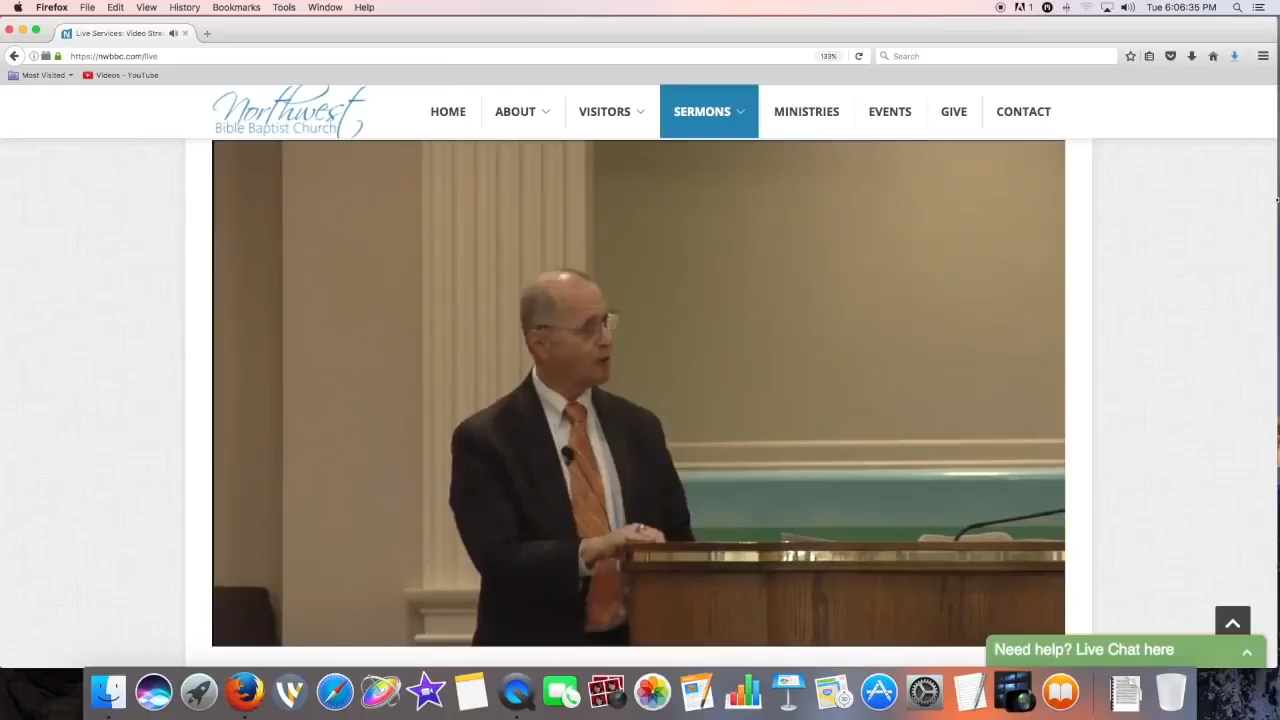 Firefox File Edit View History Bookmarks Tools Window Help 1 Tue 6:06:35 PM
Live Services: Video Stre
https://nwbbc.com/live 133% Search
Most Visited Videos - YouTube
Northwest
Bible Baptist Church
HOME ABOUT VISITORS SERMONS MINISTRIES EVENTS GIVE CONTACT
Need help? Live Chat here